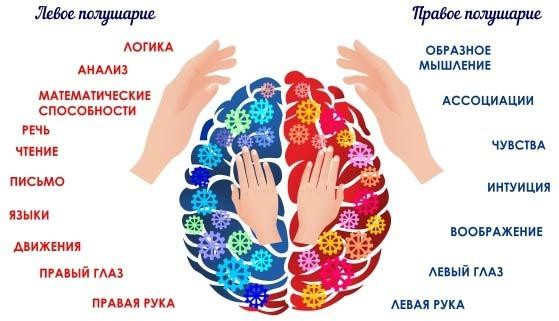 Левое полушарие
ЛОГИКА
АНАЛИЗ
МАТЕМАТИЧЕСКИЕ
СПОСОБНОСТИ
РЕЧЬ
ЧТЕНИЕ
ПИСЬМО
ЯЗЫКИ
ДВИЖЕНИЯ
ПРАВЫЙ ГЛАЗ
ПРАВАЯ РУКА
Правое полушарие
ОБРАЗНОЕ
МЫШЛЕНИЕ
АССОЦИАЦИИ
ЧУВСТВА
ИНТУИЦИЯ
ВООБРАЖЕНИЕ
ЛЕВЫЙ ГЛАЗ
ЛЕВАЯ РУКА